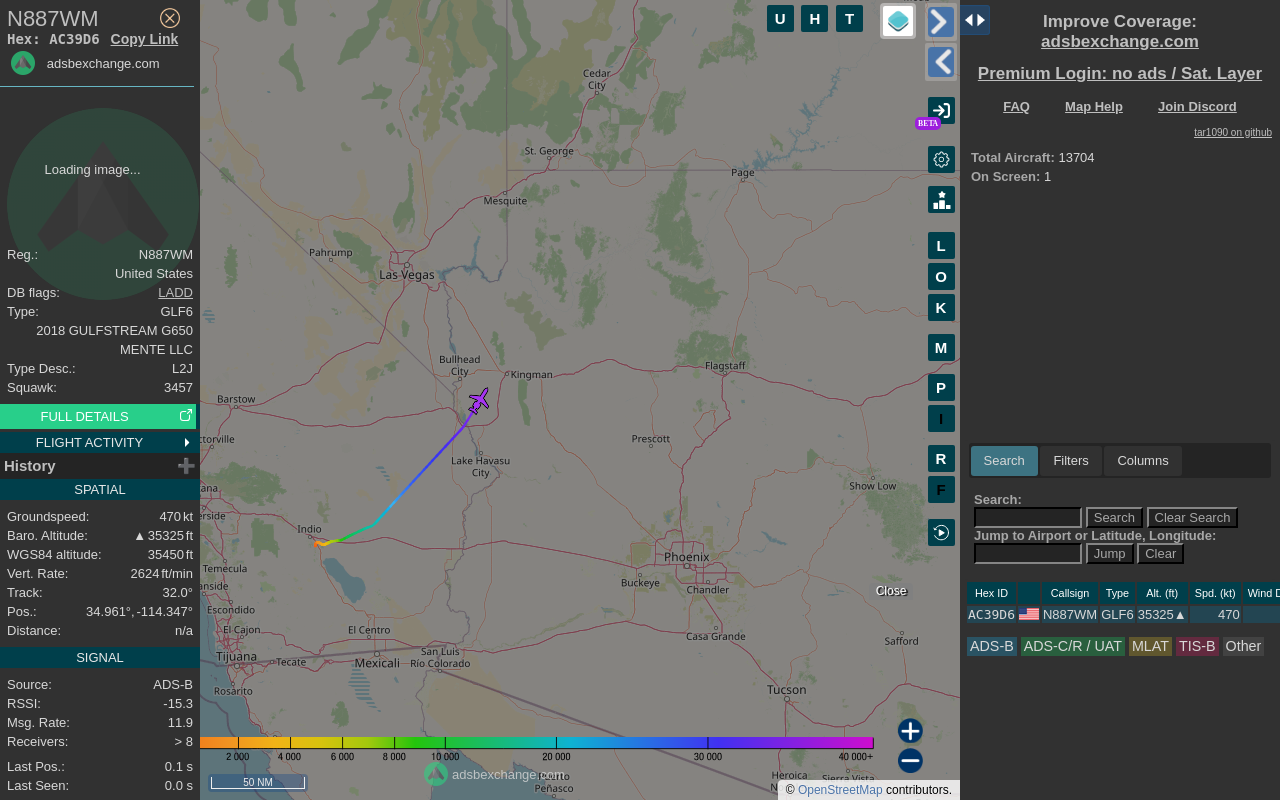 N887WM
Hex: AC39D6 Copy Link
adsbexchange.com
Loading image...
Reg.: N887WM
United States
DB flags: LADD
Type: GLF6
2018 GULFSTREAM G650
MENTE LLC
Type Desc.: L2J
Squawk: 3457
FULL DETAILS
FLIGHT ACTIVITY
History
SPATIAL
Groundspeed: 470 kt
Baro. Altitude: ▲ 35325 ft
WGS84 altitude: 35450 ft
Vert. Rate: 2624 ft/min
Track: 32.0°
Pos.: 34.961°, -114.347°
Distance: n/a
SIGNAL
Source: ADS-B
RSSI: -15.3
Msg. Rate: 11.9
Receivers: > 8
Last Pos.: 0.1 s
Last Seen: 0.0 s
U H T
BETA
L
O
K
M
P
I
R
F
Cedar
City
St. George
Page
Mesquite
Pahrump
Las Vegas
Bullhead
City
Kingman
Flagstaff
Barstow
ctorville
Prescott
Lake Havasu
City
Show Low
ana
erside
Indio
Phoenix
Temecula
Buckeye
Chandler
anside
Close
Escondido
El Cajon
El Centro
Casa Grande
Safford
Tijuana
Tecate
Mexicali
San Luis
Río Colorado
Rosarito
Tucson
2 000 4 000 6 000 8 000 10 000 20 000 30 000 40 000+
50 NM
adsbexchange.com
Peñasco
Heroica
Sierra Vista
© OpenStreetMap contributors.
Improve Coverage:
adsbexchange.com
Premium Login: no ads / Sat. Layer
FAQ Map Help Join Discord
tar1090 on github
Total Aircraft: 13704
On Screen: 1
Search Filters Columns
Search:
Search Clear Search
Jump to Airport or Latitude, Longitude:
Jump Clear
Hex ID Callsign Type Alt. (ft) Spd. (kt) Wind D
AC39D6 N887WM GLF6 35325▲ 470
ADS-B ADS-C/R / UAT MLAT TIS-B Other